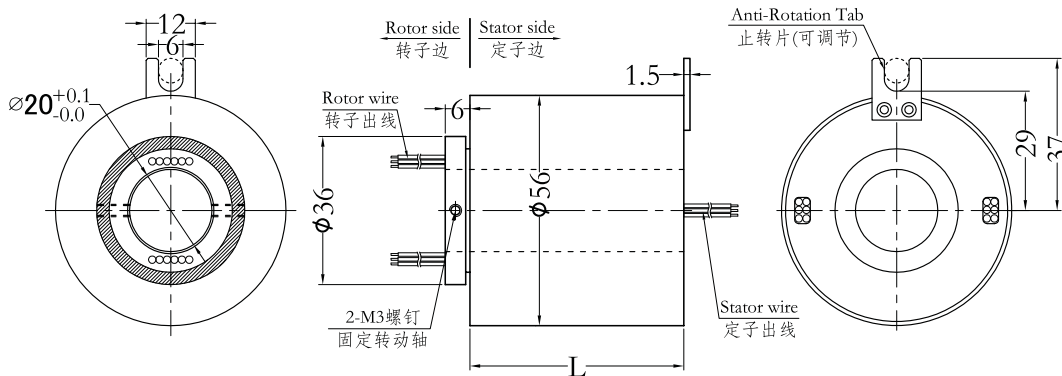 12
6
⌀20 +0.1
-0.0
Rotor side
转子边
Stator side
定子边
Rotor wire
转子出线
6
1.5
ϕ36
ϕ56
2-M3螺钉
固定转动轴
L
Stator wire
定子出线
Anti-Rotation Tab
止转片(可调节)
29
37